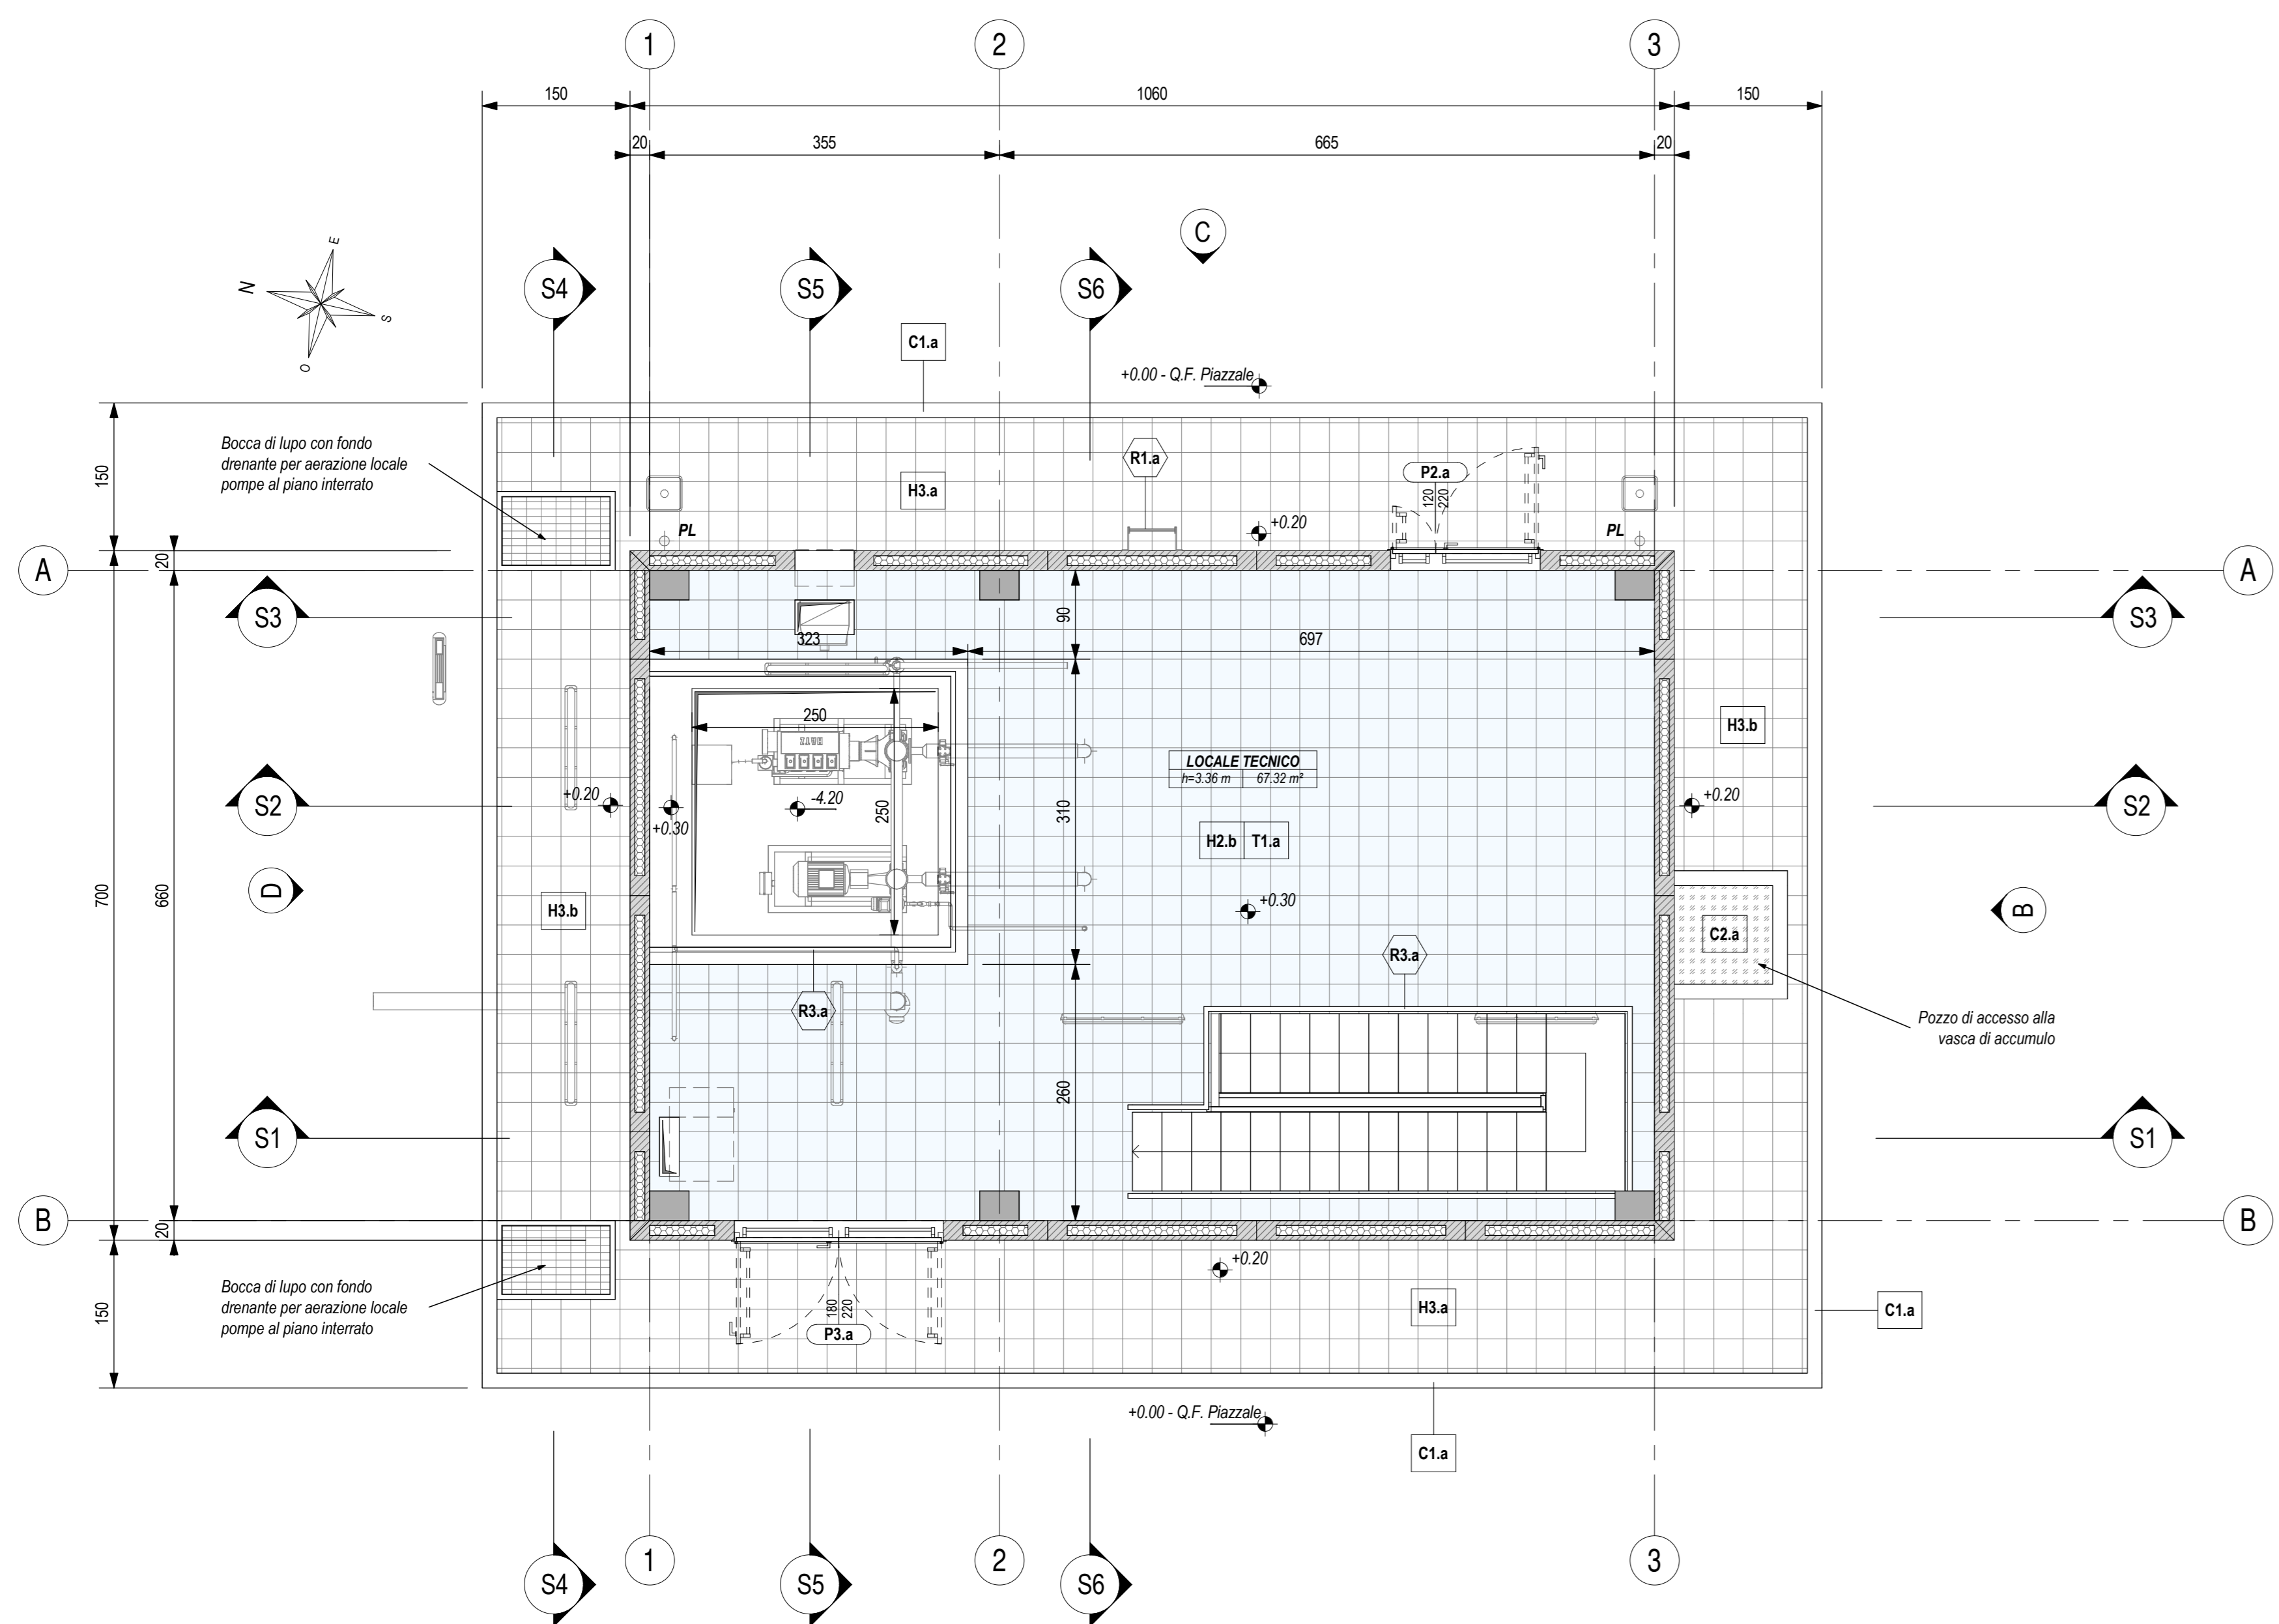 1
2
3
150
1060
150
20
355
665
20
C
E
N
S
O
S4
S5
S6
C1.a
+0.00 - Q.F. Piazzale
150
Bocca di lupo con fondo
drenante per aerazione locale
pompe al piano interrato
R1.a
P2.a
120
220
H3.a
PL
+0.20
PL
20
A
A
S3
90
S3
323
697
250
HATZ
H3.b
LOCALE TECNICO
h=3.36 m
67.32 m²
+0.20
-4.20
250
310
+0.20
S2
S2
+0.30
H2.b
T1.a
700
660
D
H3.b
+0.30
B
C2.a
R3.a
R3.a
Pozzo di accesso alla
vasca di accumulo
260
S1
S1
B
20
B
+0.20
Bocca di lupo con fondo
drenante per aerazione locale
pompe al piano interrato
150
180
220
P3.a
H3.a
C1.a
+0.00 - Q.F. Piazzale
C1.a
1
2
3
S4
S5
S6